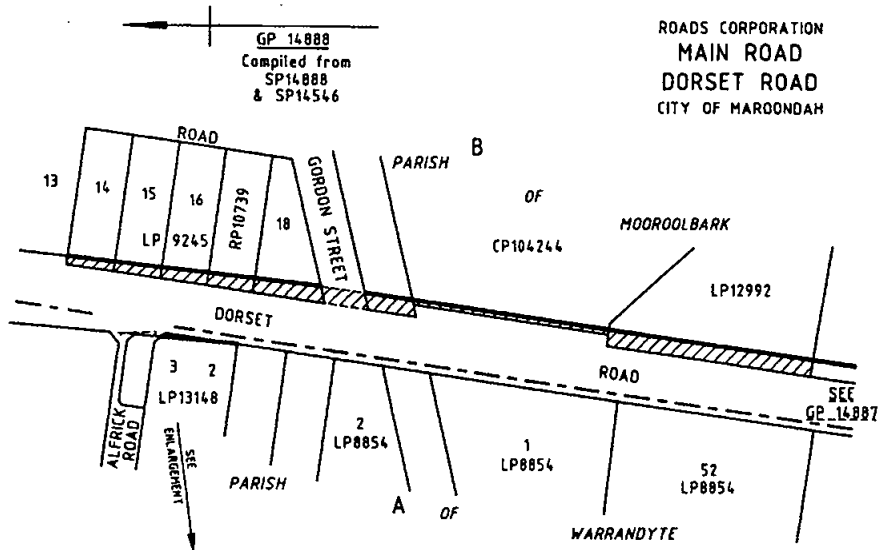 GP 14888
Compiled from
SP14888
& SP14546
ROADS CORPORATION
MAIN ROAD
DORSET ROAD
CITY OF MAROONDAH
ROAD
13
14
15
16
LP 9245
RP10739
18
GORDON STREET
PARISH
B
OF
CP104244
MOOROOLBARK
LP12992
DORSET
ROAD
SEE
GP 14887
3 2
LP13148
ALFRICK
ROAD
SEE
ENLARGEMENT
PARISH
2
LP8854
A
OF
1
LP8854
52
LP8854
WARRANDYTE